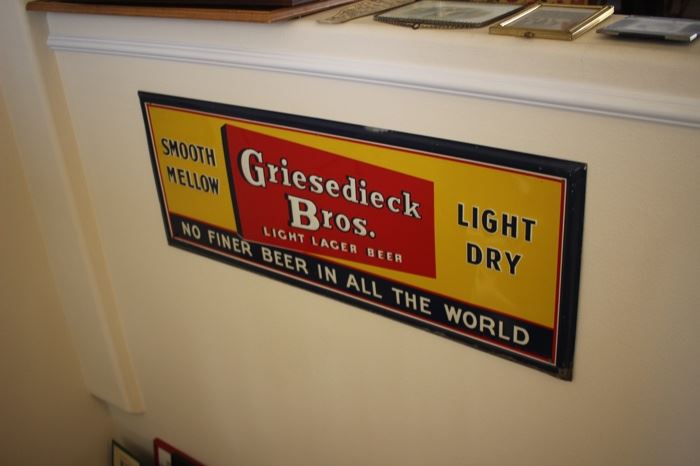 SMOOTH
MELLOW
Griesedieck
Bros.
LIGHT LAGER BEER
LIGHT
DRY
NO FINER BEER IN ALL THE WORLD